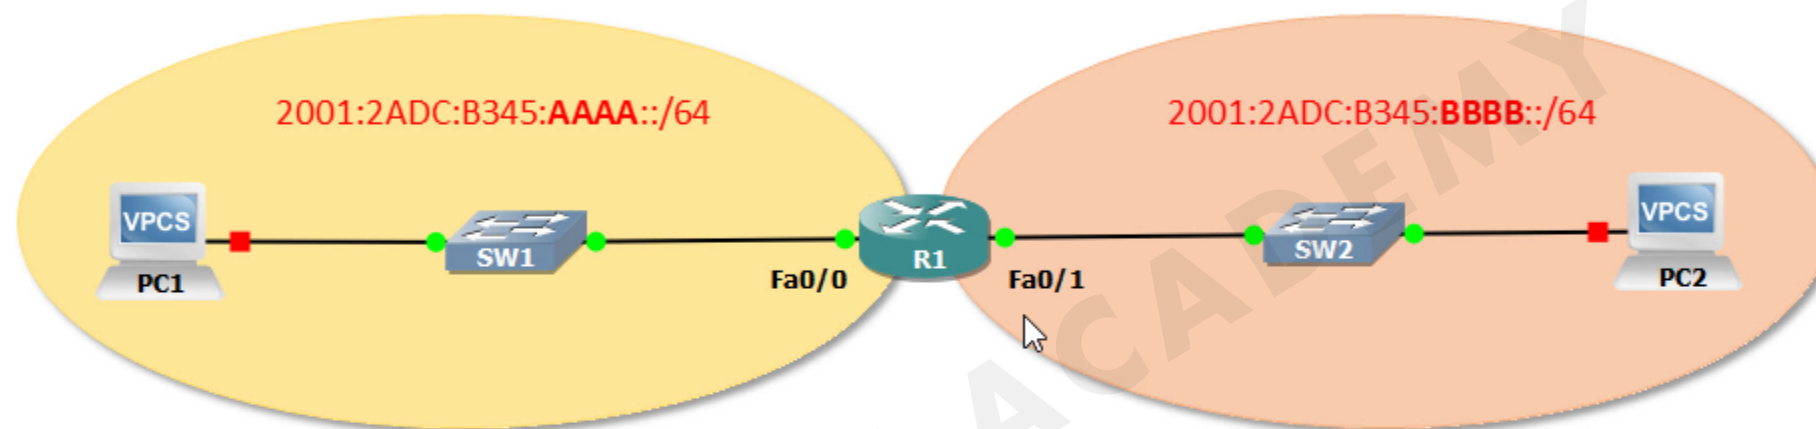 2001:2ADC:B345:AAAA::/64
2001:2ADC:B345:BBBB::/64
VPCS
PC1
SW1
Fa0/0
R1
Fa0/1
SW2
VPCS
PC2
ACADEMY